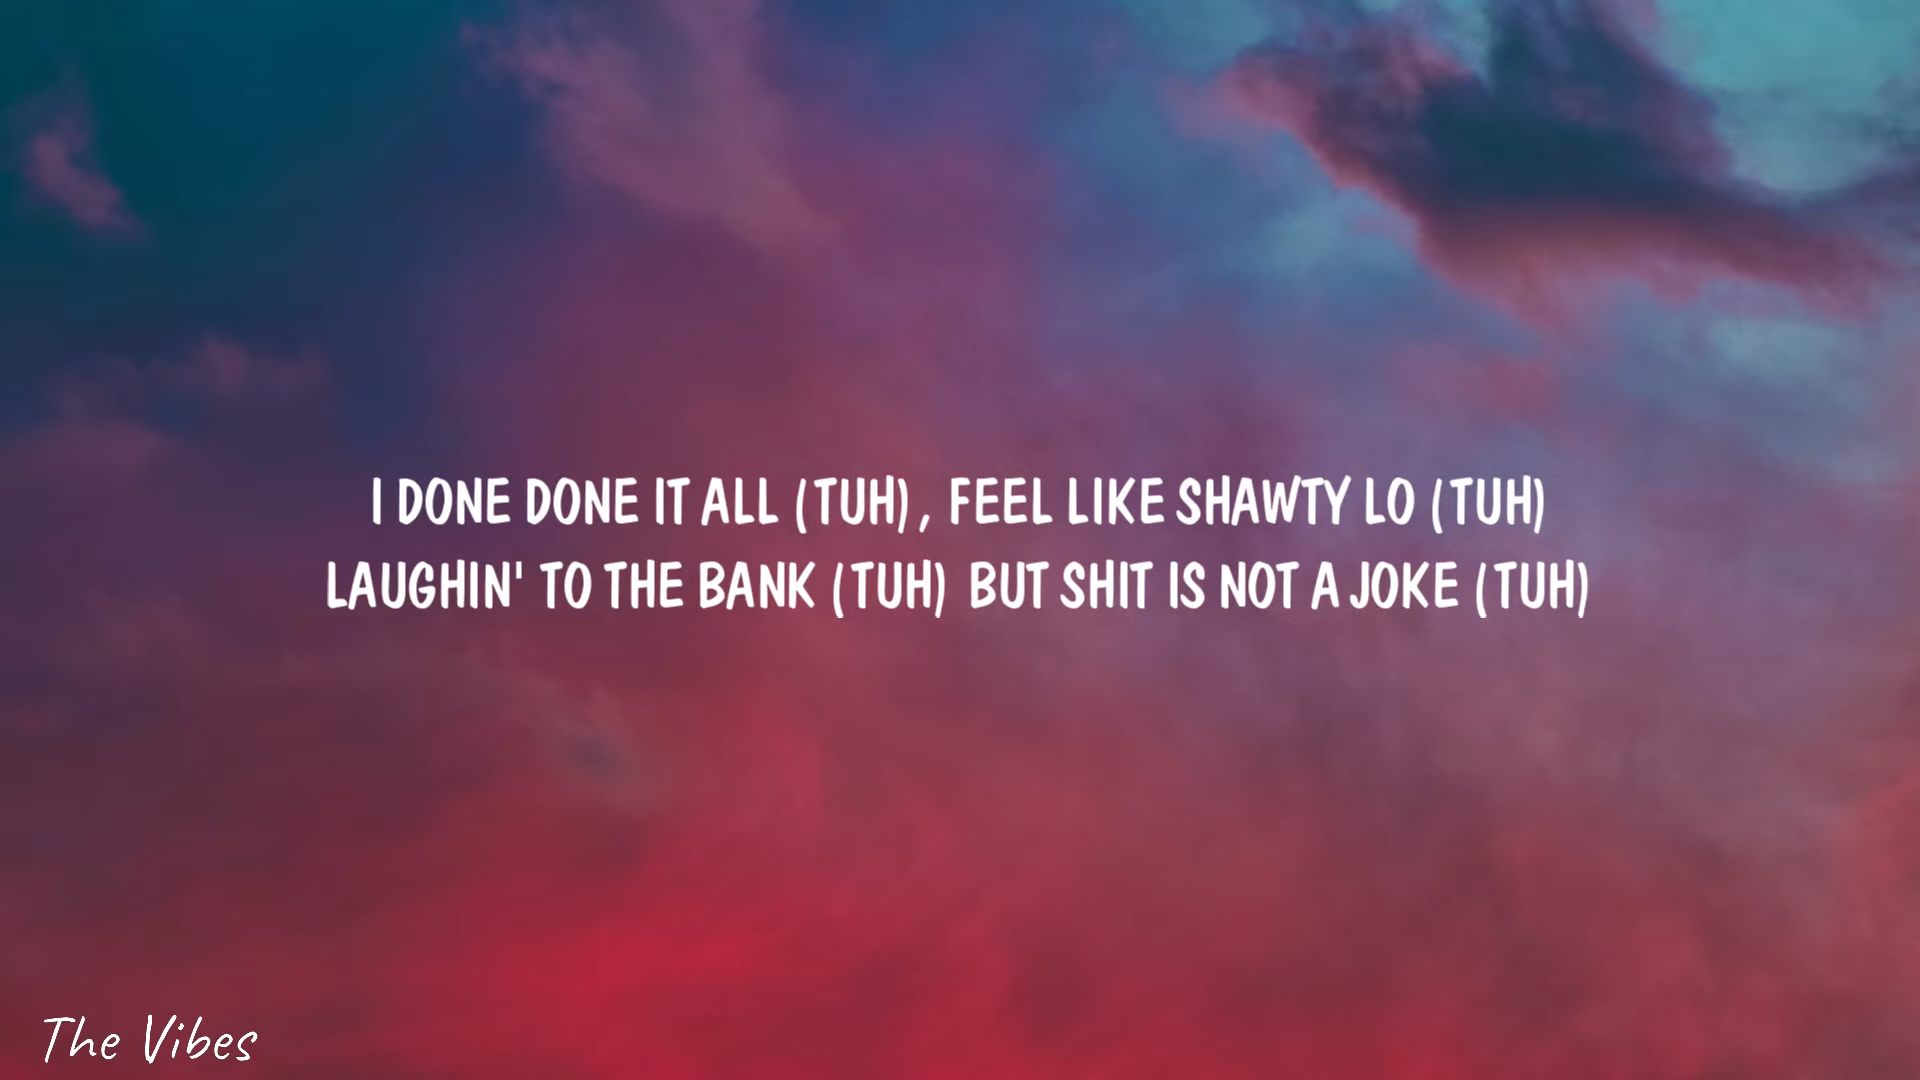 I DONE DONE IT ALL (TUH), FEEL LIKE SHAWTY LO (TUH)
LAUGHIN' TO THE BANK (TUH) BUT SHIT IS NOT A JOKE (TUH)
The Vibes